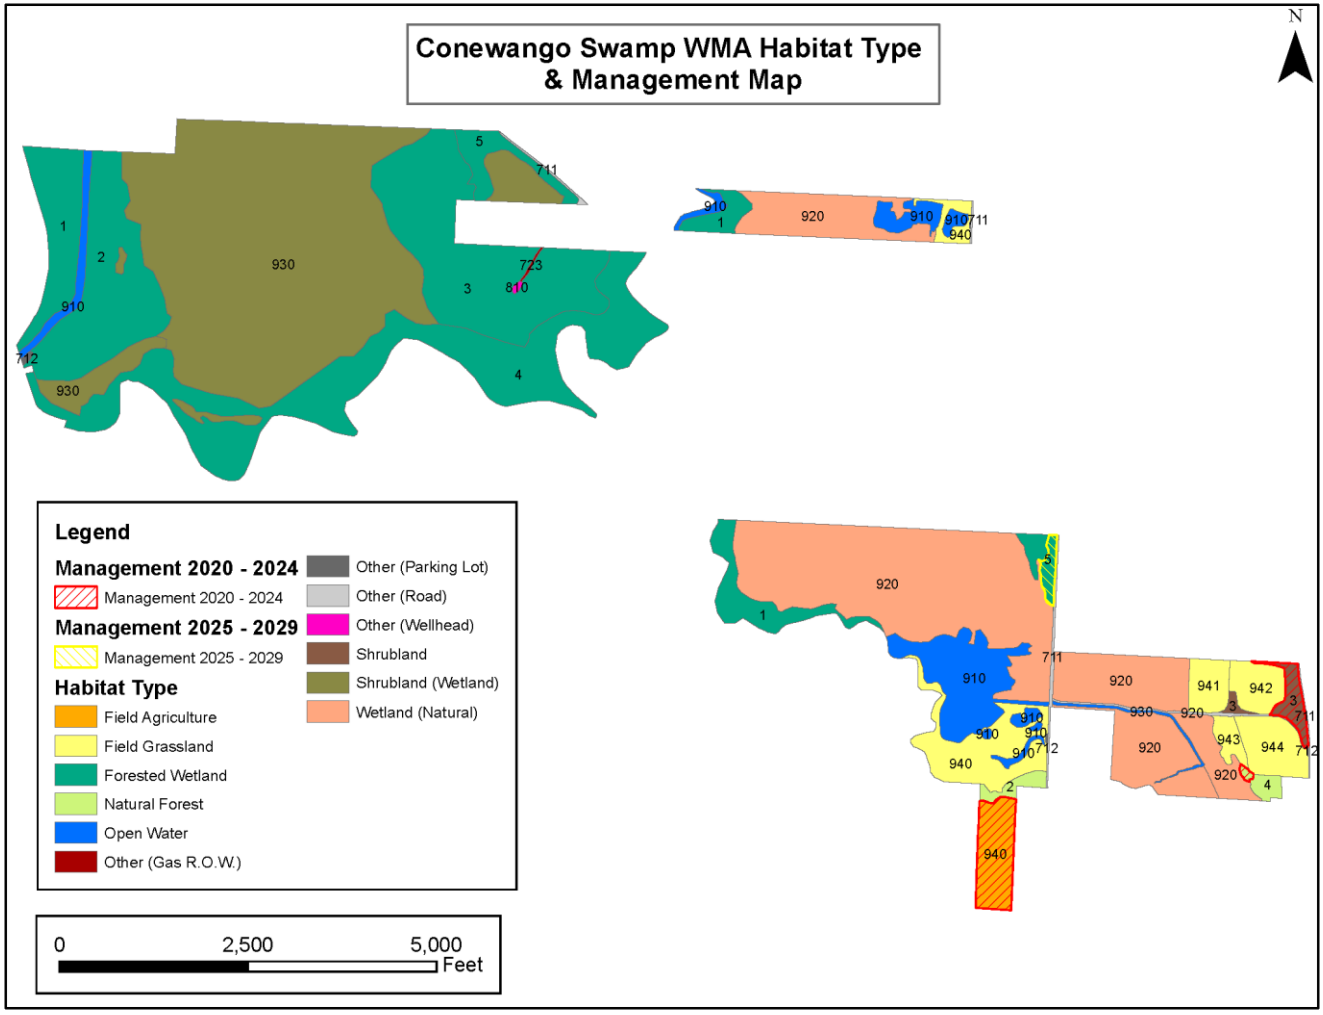 N
Conewango Swamp WMA Habitat Type
& Management Map
5
711
1
2
930
910
712
930
723
3
810
4
910
1
920
910
910
711
940
920
5
1
711
910
920
941
942
3
3
711
930
920
910
910
910
910
712
940
920
943
944
712
920
4
2
940
Legend
Management 2020 - 2024
Management 2020 - 2024
Management 2025 - 2029
Management 2025 - 2029
Habitat Type
Field Agriculture
Field Grassland
Forested Wetland
Natural Forest
Open Water
Other (Gas R.O.W.)
Other (Parking Lot)
Other (Road)
Other (Wellhead)
Shrubland
Shrubland (Wetland)
Wetland (Natural)
0 2,500 5,000
Feet